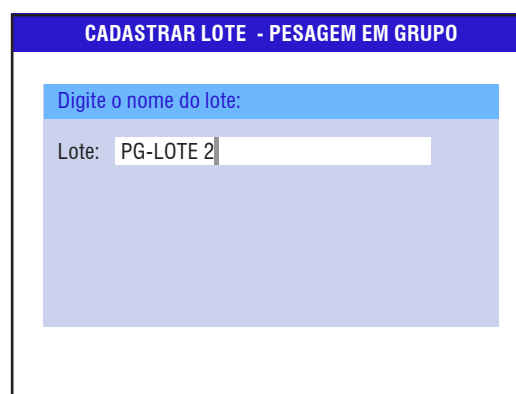 CADASTRAR LOTE - PESAGEM EM GRUPO
Digite o nome do lote:
Lote: PG-LOTE 2